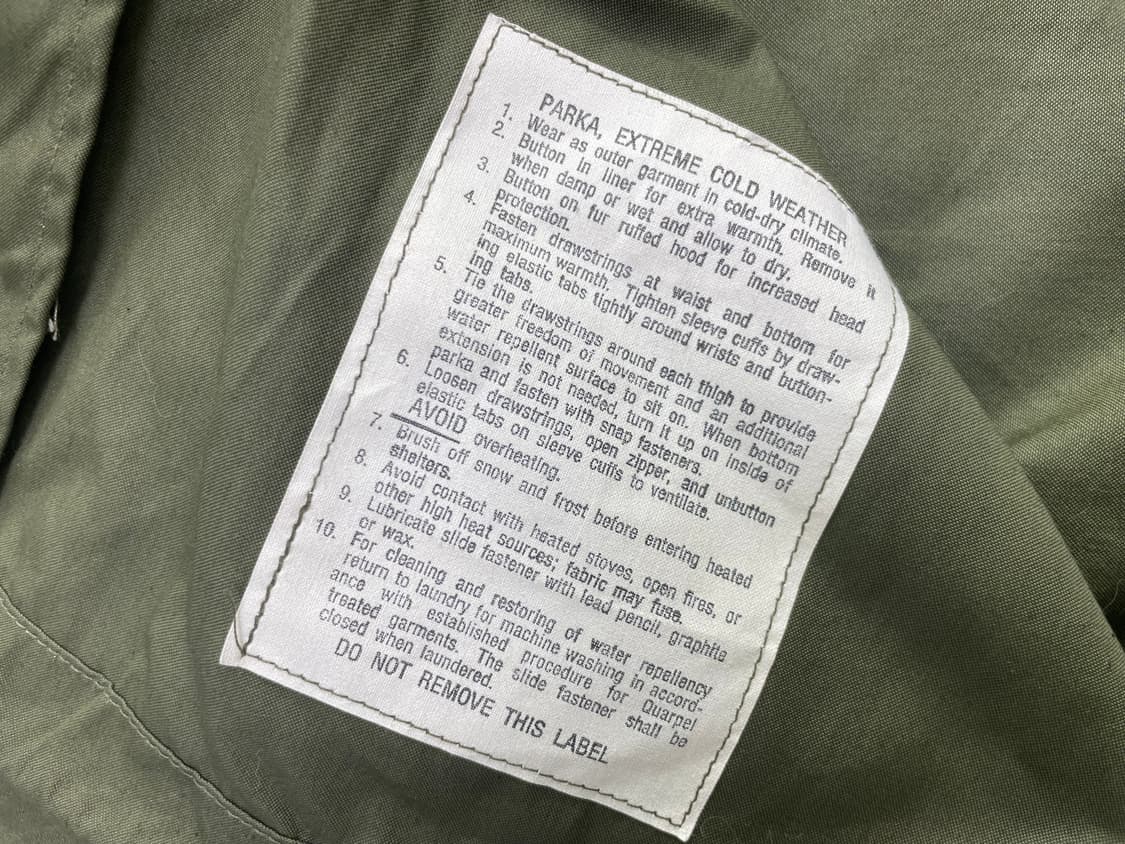 PARKA, EXTREME COLD WEATHER
1. Wear as outer garment in cold-dry climate.
2. Button in liner for extra warmth. Remove it
when damp or wet and allow to dry.
3. Button on fur ruffed hood for increased head
protection.
4. Fasten drawstrings at waist and bottom for
maximum warmth. Tighten sleeve cuffs by draw-
ing elastic tabs tightly around wrists and button-
ing tabs.
5. Tie the drawstrings around each thigh to provide
greater freedom of movement and an additional
water repellent surface to sit on. When bottom
extension is not needed, turn it up on inside of
parka and fasten with snap fasteners.
6. Loosen drawstrings, open zipper, and unbutton
elastic tabs on sleeve cuffs to ventilate.
AVOID overheating.
7. Brush off snow and frost before entering heated
shelters.
8. Avoid contact with heated stoves, open fires, or
other high heat sources; fabric may fuse.
9. Lubricate slide fastener with lead pencil, graphite
or wax.
10. For cleaning and restoring of water repellency
return to laundry for machine washing in accord-
ance with established procedure for Quarpel
treated garments. The slide fastener shall be
closed when laundered.
DO NOT REMOVE THIS LABEL